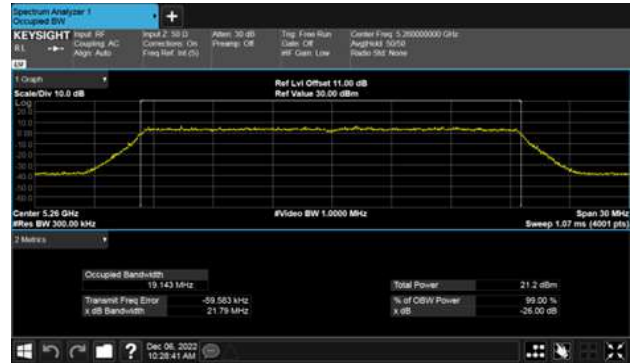 Spectrum Analyzer 1
Occupied BW
+
KEYSIGHT Input: RF Input Z: 50 Ω Atten: 30 dB Trig: Free Run Center Freq: 5.260000000 GHz
R L Coupling: AC Corrections: On Preamp: Off Gate: Off Avg|Hold: 50/50
Align: Auto Freq Ref: Int (S) #IF Gain: Low Radio Std: None
1 Graph
Scale/Div 10.0 dB
Ref Lvl Offset 11.00 dB
Ref Value 30.00 dBm
Log
20.0
10.0
0.00
-10.0
-20.0
-30.0
-40.0
-50.0
-60.0
Center 5.26 GHz #Video BW 1.0000 MHz Span 30 MHz
#Res BW 300.00 kHz Sweep 1.07 ms (4001 pts)
2 Metrics
Occupied Bandwidth
19.143 MHz Total Power 21.2 dBm
Transmit Freq Error -59.583 kHz % of OBW Power 99.00 %
x dB Bandwidth 21.79 MHz x dB -26.00 dB
?
Dec 06, 2022
10:28:41 AM